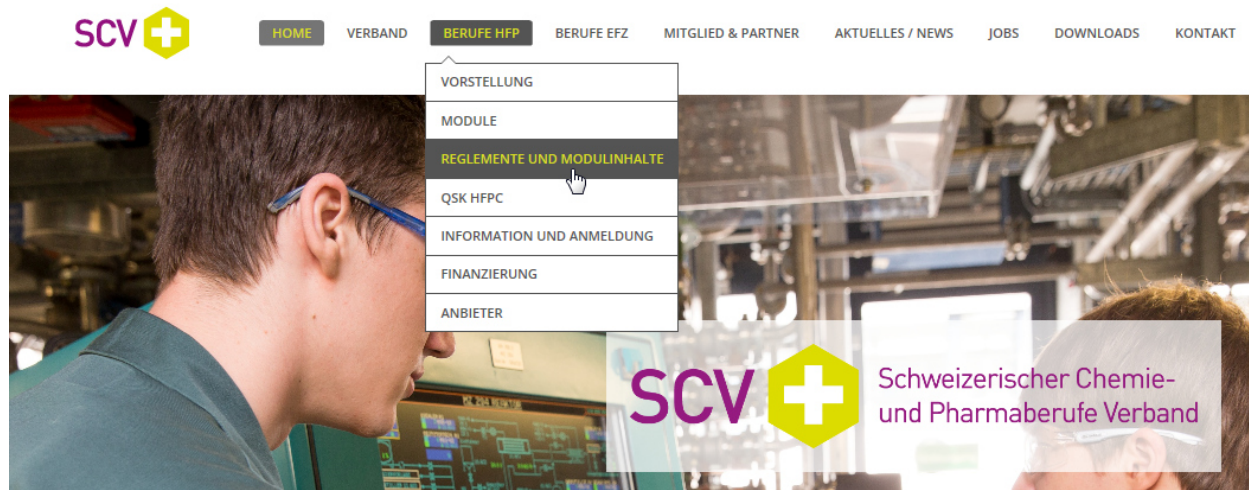 SCV
HOME VERBAND BERUFE HFP BERUFE EFZ MITGLIED & PARTNER AKTUELLES / NEWS JOBS DOWNLOADS KONTAKT
VORSTELLUNG
MODULE
REGLEMENTE UND MODULINHALTE
QSK HFPC
INFORMATION UND ANMELDUNG
FINANZIERUNG
ANBIETER
SCV
Schweizerischer Chemie-
und Pharmaberufe Verband